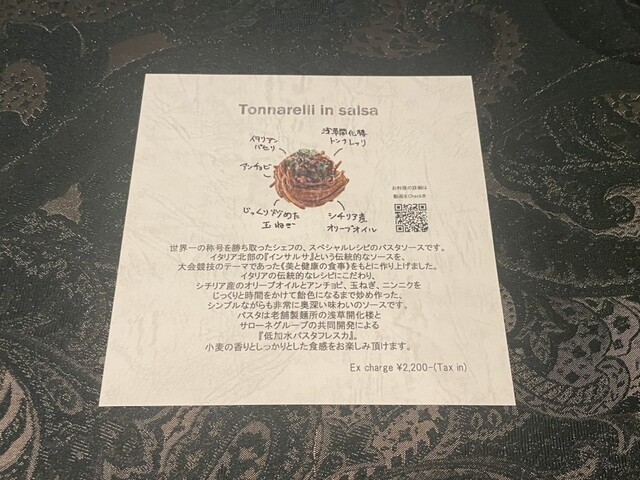 Tonnarelli in salsa
イタリアン
パセリ
浅草開化楼
トンナレッリ
アンチョビ
お料理の詳細は
動画をCheck!!
じっくり炒めた
玉ねぎ
シチリア産
オリーブオイル
世界一の称号を勝ち取ったシェフの、スペシャルレシピのパスタソースです。
イタリア北部の『インサルサ』という伝統的なソースを、
大会競技のテーマであった《美と健康の食事》をもとに作り上げました。
イタリアの伝統的なレシピにこだわり、
シチリア産のオリーブオイルとアンチョビ、玉ねぎ、ニンニクを
じっくりと時間をかけて飴色になるまで炒め作った、
シンプルながらも非常に奥深い味わいのソースです。
パスタは老舗製麺所の浅草開化楼と
サローネグループの共同開発による
『低加水パスタフレスカ』。
小麦の香りとしっかりとした食感をお楽しみ頂けます。
Ex charge ¥2,200-(Tax in)